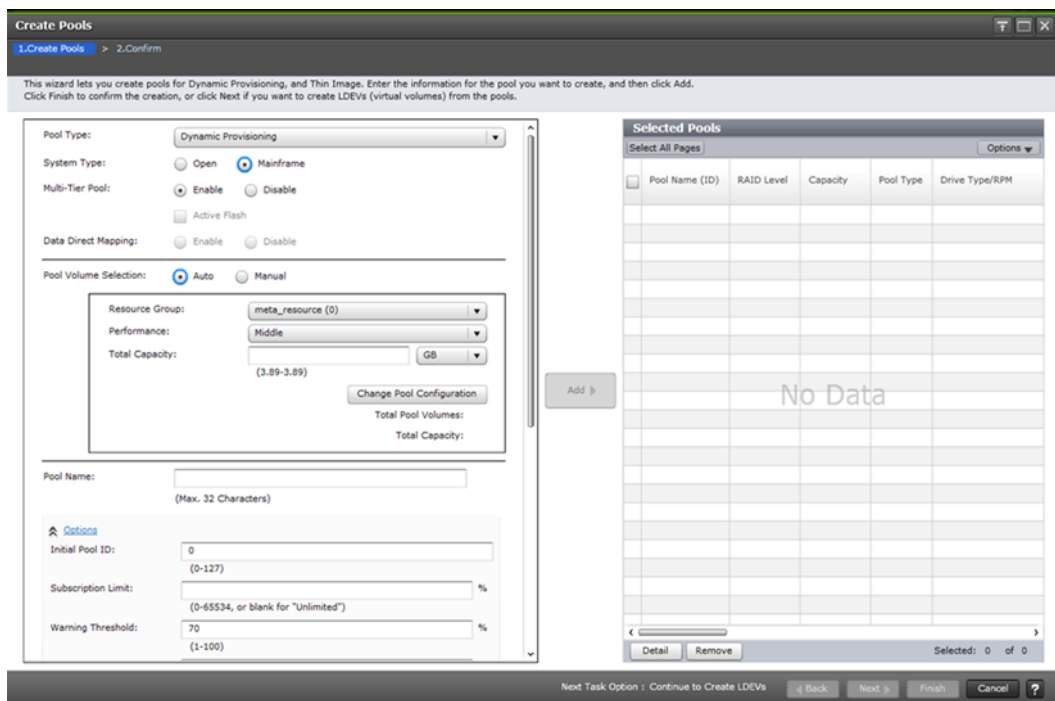 Create Pools
1.Create Pools > 2.Confirm
This wizard lets you create pools for Dynamic Provisioning, and Thin Image. Enter the information for the pool you want to create, and then click Add.
Click Finish to confirm the creation, or click Next if you want to create LDEVs (virtual volumes) from the pools.
Pool Type: Dynamic Provisioning
System Type: Open Mainframe
Multi-Tier Pool: Enable Disable
Active Flash
Data Direct Mapping: Enable Disable
Pool Volume Selection: Auto Manual
Resource Group: meta_resource (0)
Performance: Middle
Total Capacity: GB
(3.89-3.89)
Change Pool Configuration
Total Pool Volumes:
Total Capacity:
Pool Name:
(Max. 32 Characters)
Options
Initial Pool ID: 0
(0-127)
Subscription Limit: %
(0-65534, or blank for "Unlimited")
Warning Threshold: 70 %
(1-100)
Add
Selected Pools
Select All Pages Options
Pool Name (ID) RAID Level Capacity Pool Type Drive Type/RPM
No Data
Detail Remove Selected: 0 of 0
Next Task Option : Continue to Create LDEVs Back Next Finish Cancel ?